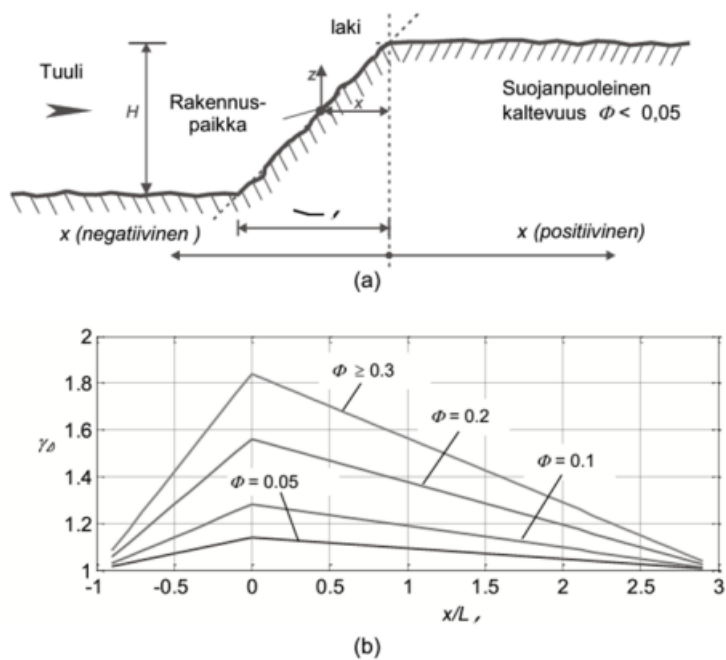 laki
Tuuli
H
z
x
Rakennus-
paikka
Suojanpuoleinen
kaltevuus Φ < 0,05
x (negatiivinen )
x (positiivinen)
(a)
2
1.8
1.6
1.4
1.2
1
Φ ≥ 0.3
Φ = 0.2
Φ = 0.1
Φ = 0.05
-1 -0.5 0 0.5 1 1.5 2 2.5 3
x/L
(b)